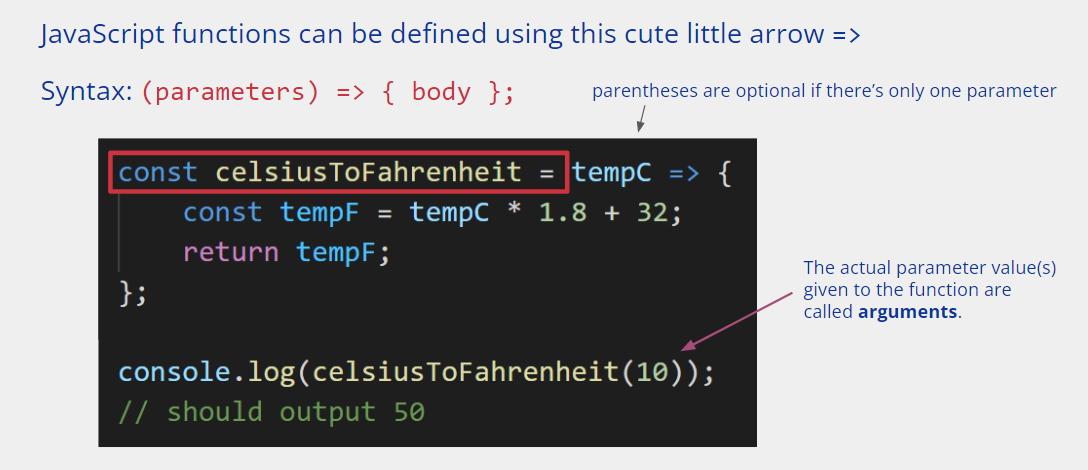 JavaScript functions can be defined using this cute little arrow =>
Syntax: (parameters) => { body };
parentheses are optional if there's only one parameter
const celsiusToFahrenheit = tempC => {
const tempF = tempC * 1.8 + 32;
return tempF;
};
The actual parameter value(s)
given to the function are
called arguments.
console.log(celsiusToFahrenheit(10));
// should output 50